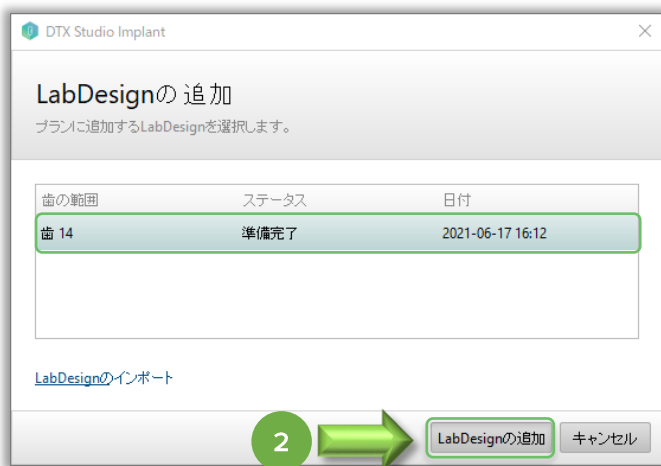 DTX Studio Implant
LabDesignの追加
プランに追加するLabDesignを選択します。
歯の範囲 ステータス 日付
歯 14 準備完了 2021-06-17 16:12
LabDesignのインポート
2 LabDesignの追加 キャンセル